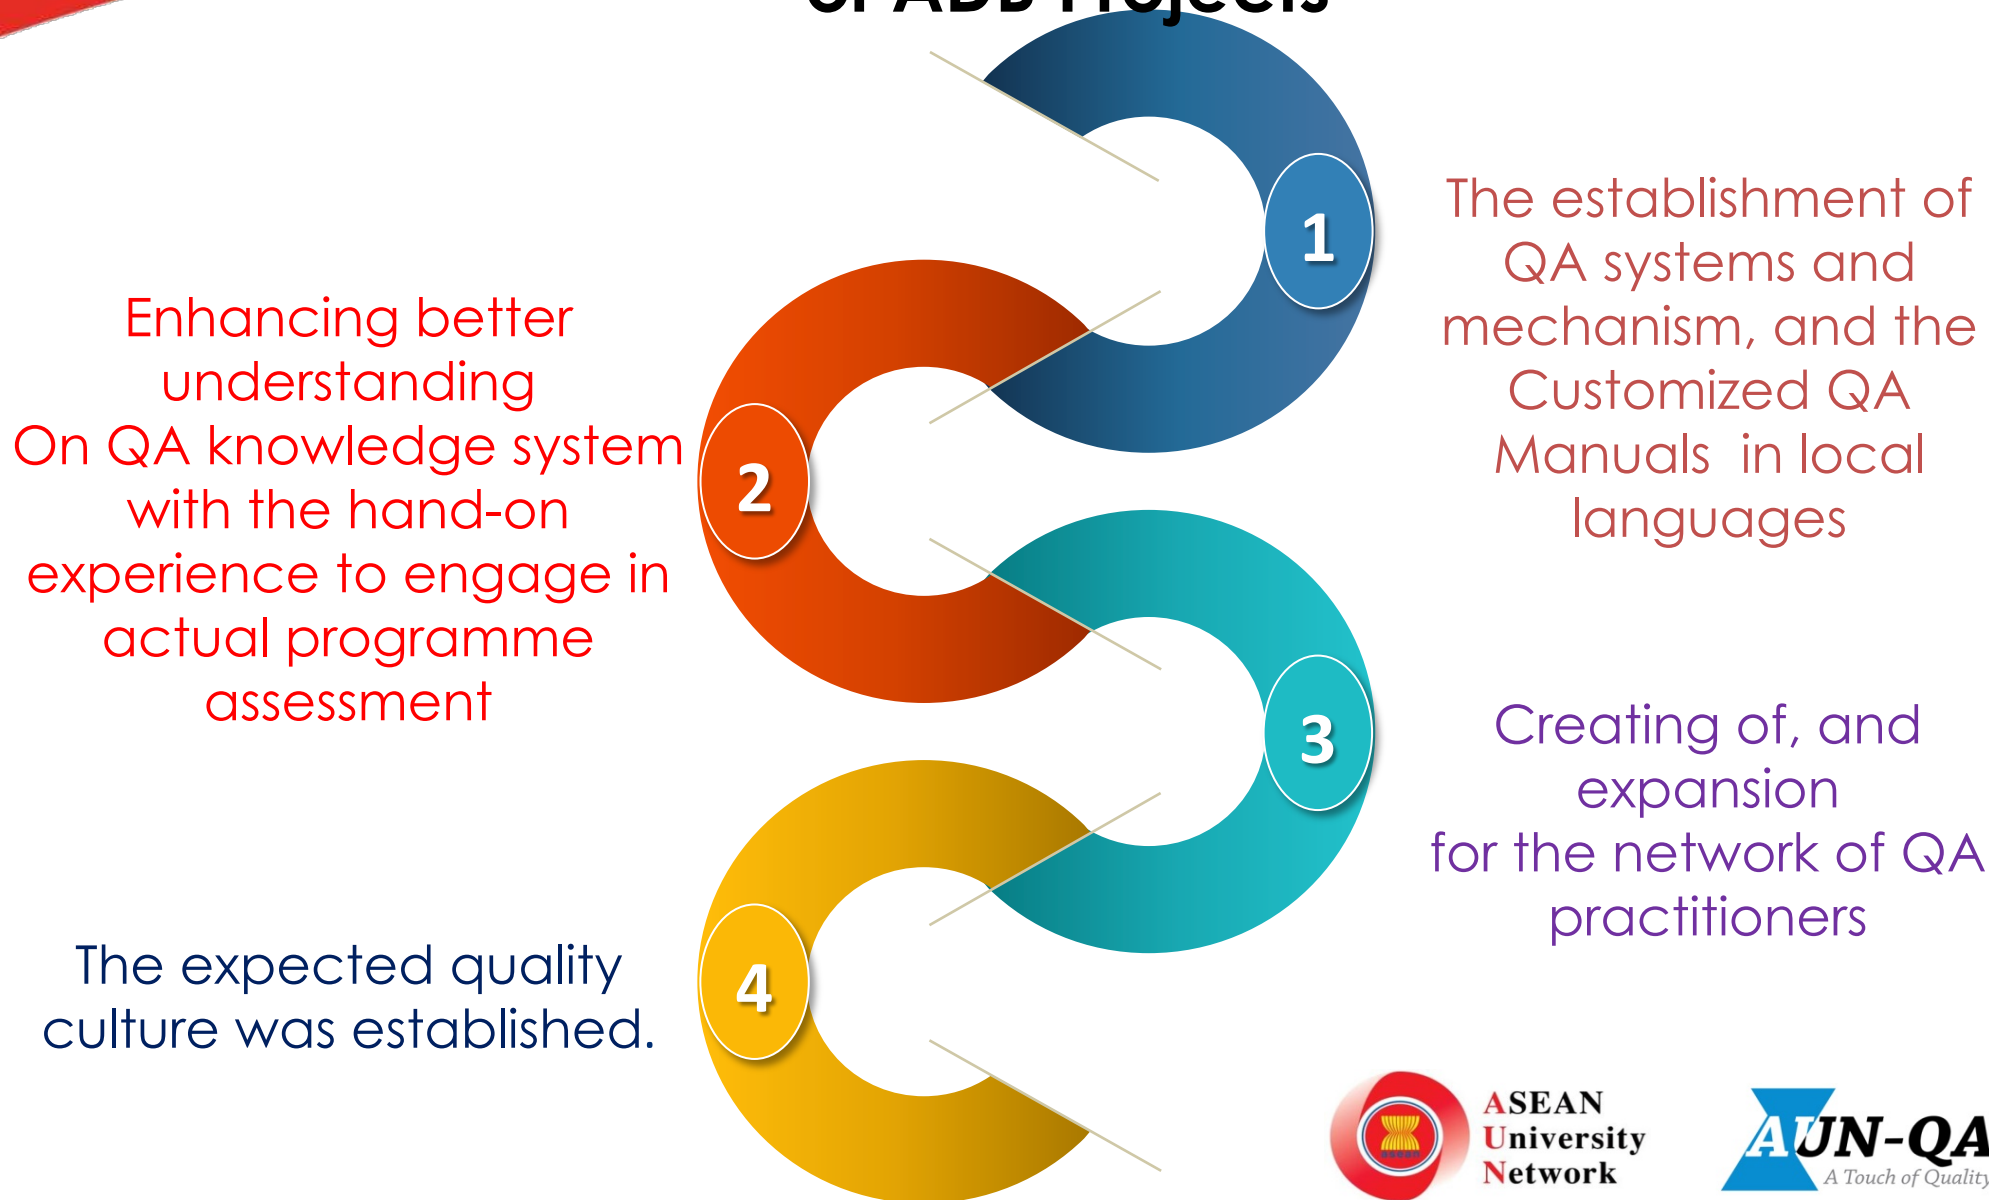 of ADB Projects
1
The establishment of
QA systems and
mechanism, and the
Customized QA
Manuals in local
languages
Enhancing better
understanding
On QA knowledge system
with the hand-on
experience to engage in
actual programme
assessment
2
3
Creating of, and
expansion
for the network of QA
practitioners
The expected quality
culture was established.
4
ASEAN
University
Network
AUN-QA
A Touch of Quality